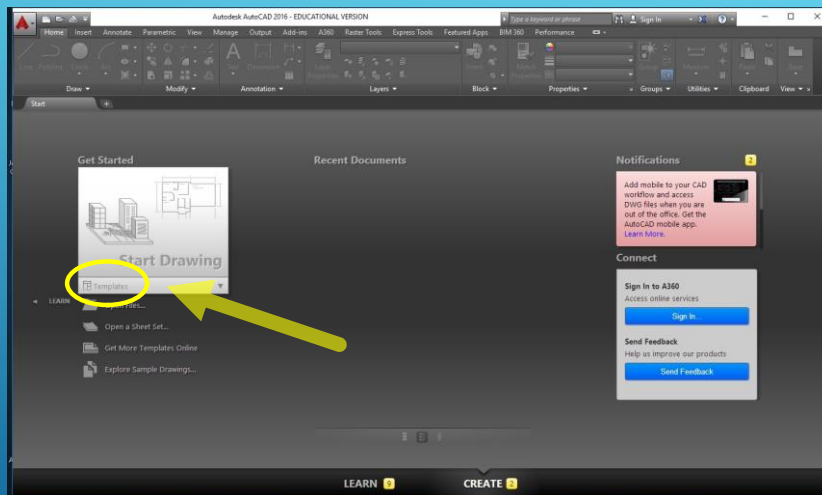 Autodesk AutoCAD 2016 - EDUCATIONAL VERSION
Type a keyword or phrase
Sign In
Home Insert Annotate Parametric View Manage Output Add-ins A360 Raster Tools Express Tools Featured Apps BIM 360 Performance
Draw Modify Annotation Layers Block Properties Groups Utilities Clipboard View
Start
Get Started
Recent Documents
Notifications 2
Start Drawing
Templates
Open Files...
Open a Sheet Set...
Get More Templates Online
Explore Sample Drawings...
LEARN
Add mobile to your CAD
workflow and access
DWG files when you are
out of the office. Get the
AutoCAD mobile app.
Learn More.
Connect
Sign In to A360
Access online services
Sign In...
Send Feedback
Help us improve our products
Send Feedback
LEARN 9
CREATE 2